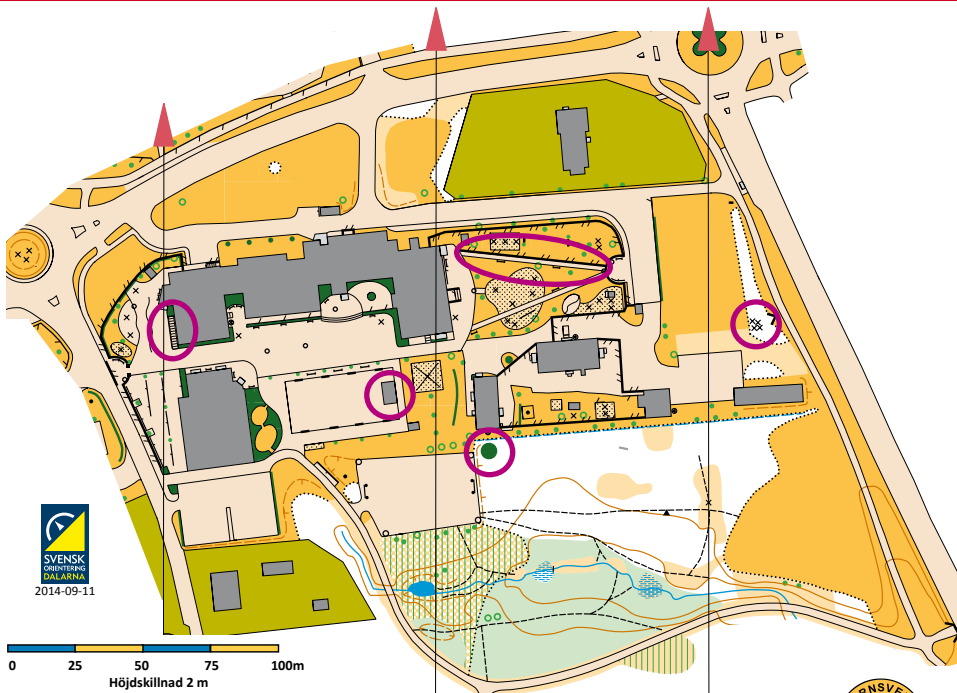 SVENSK
ORIENTERING
DALARNA
2014-09-11
0 25 50 75 100m
Höjdskillnad 2 m